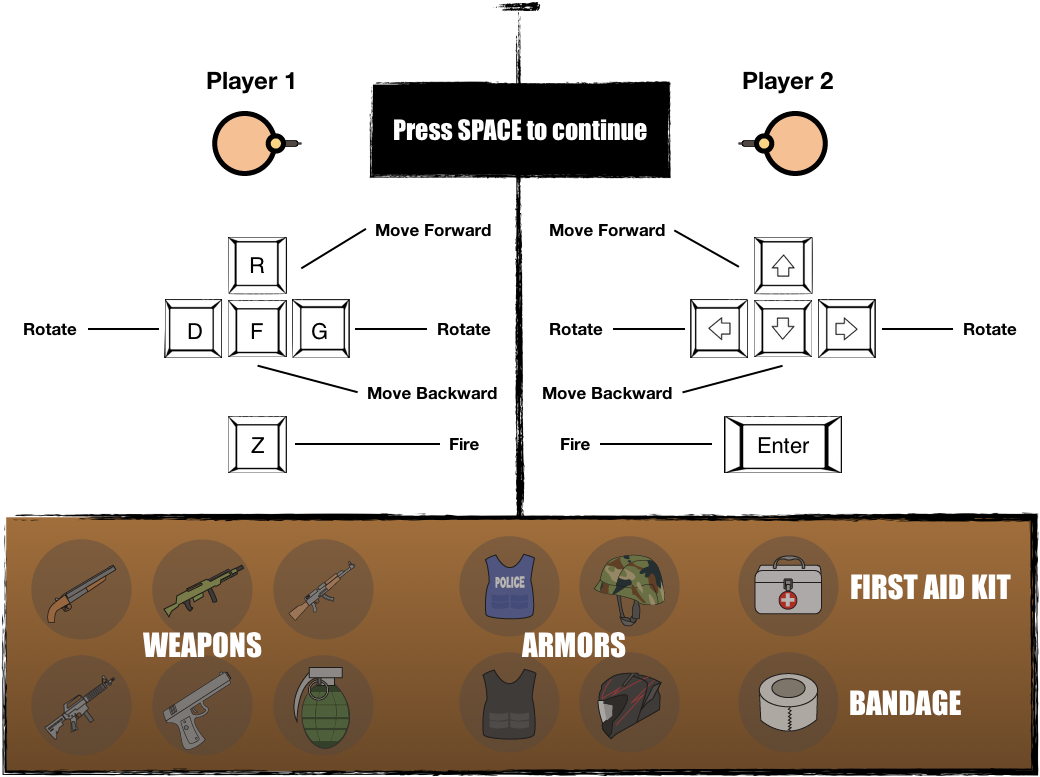 Player 1
Player 2
Press SPACE to continue
Move Forward
Move Forward
R
Rotate
D
F
G
Rotate
Rotate
Rotate
Move Backward
Move Backward
Z
Fire
Fire
Enter
POLICE
FIRST AID KIT
WEAPONS
ARMORS
BANDAGE